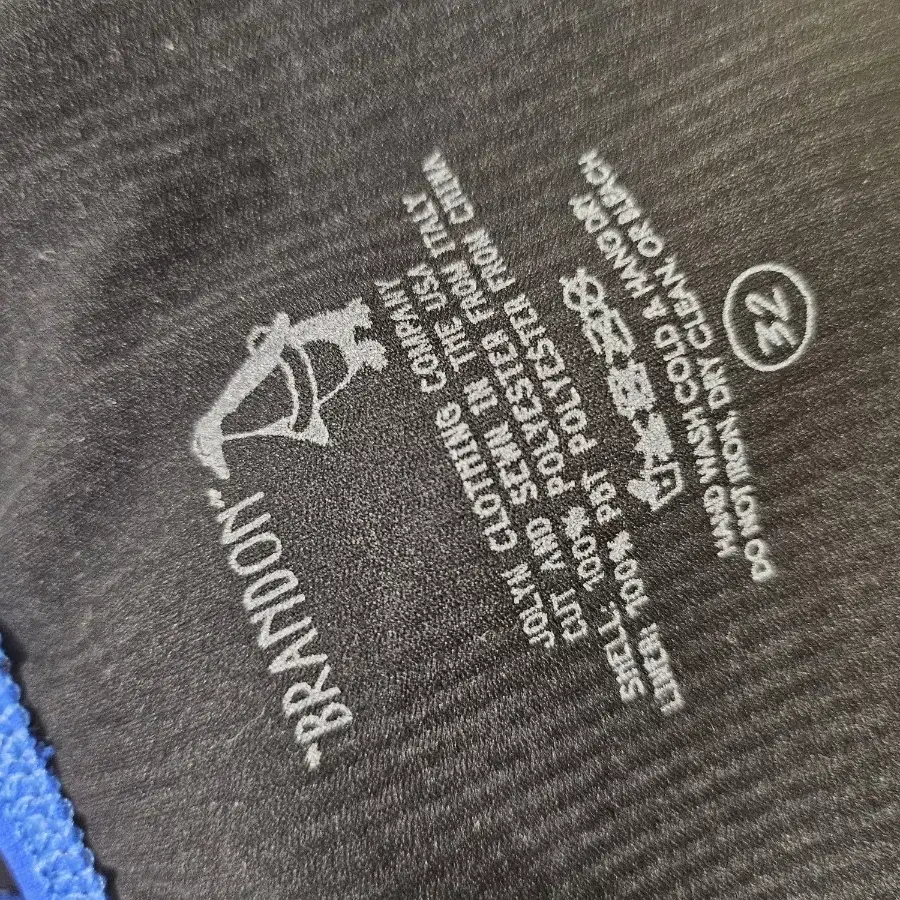 "BRANDON"
JOLYN CLOTHING COMPANY
CUT AND SEWN IN THE USA
SHELL: 100% POLYESTER FROM ITALY
LINER: 100% PBT POLYESTER FROM CHINA
HAND WASH COLD & HANG DRY
DO NOT IRON, DRY CLEAN, OR BLEACH
32